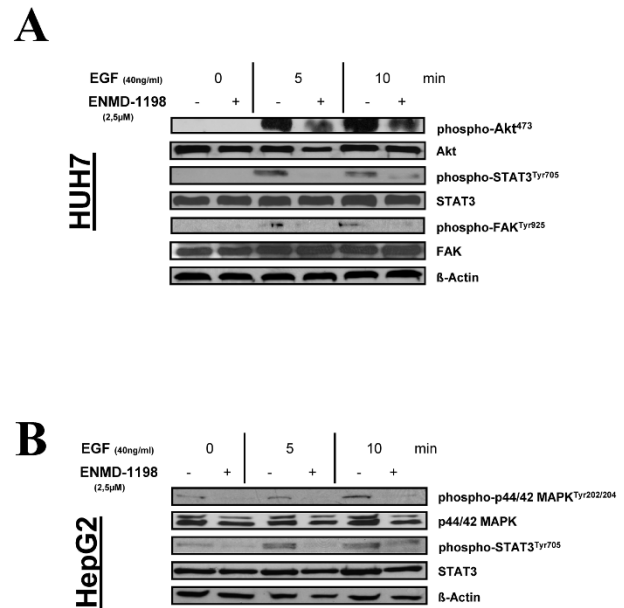 A
EGF (40ng/ml) 0 5 10 min
ENMD-1198 - + - + - +
(2,5µM)
phospho-Akt473
Akt
phospho-STAT3Tyr705
STAT3
phospho-FAKTyr925
FAK
ß-Actin
HUH7
B
EGF (40ng/ml) 0 5 10 min
ENMD-1198 - + - + - +
(2,5µM)
phospho-p44/42 MAPKTyr202/204
p44/42 MAPK
phospho-STAT3Tyr705
STAT3
ß-Actin
HepG2